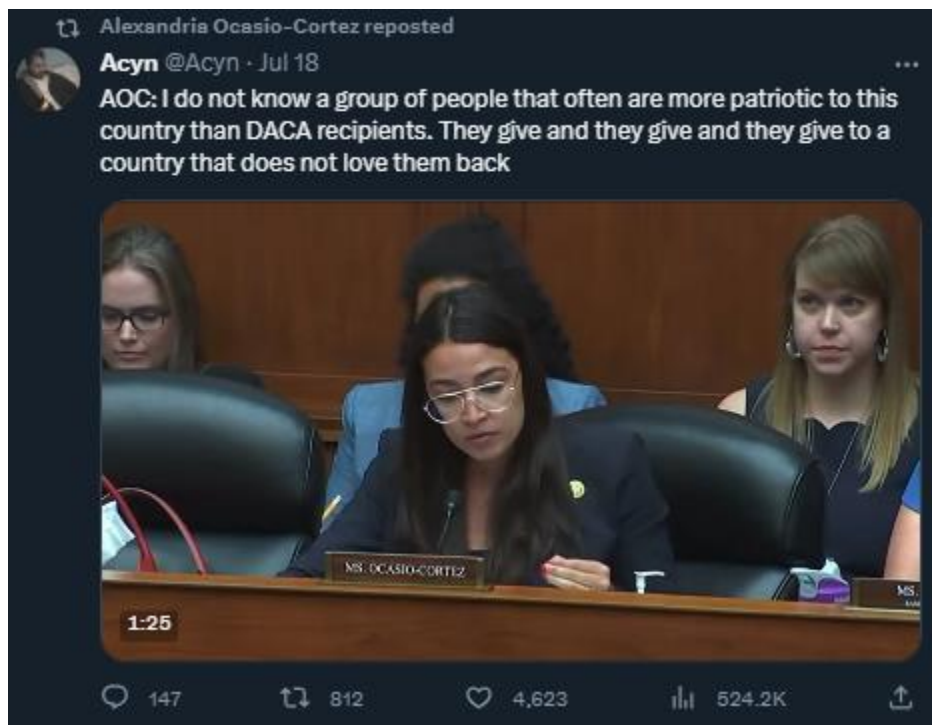 Alexandria Ocasio-Cortez reposted
Acyn @Acyn · Jul 18
AOC: I do not know a group of people that often are more patriotic to this
country than DACA recipients. They give and they give and they give to a
country that does not love them back
MS. OCASIO-CORTEZ
MS.
1:25
147 812 4,623 524.2K